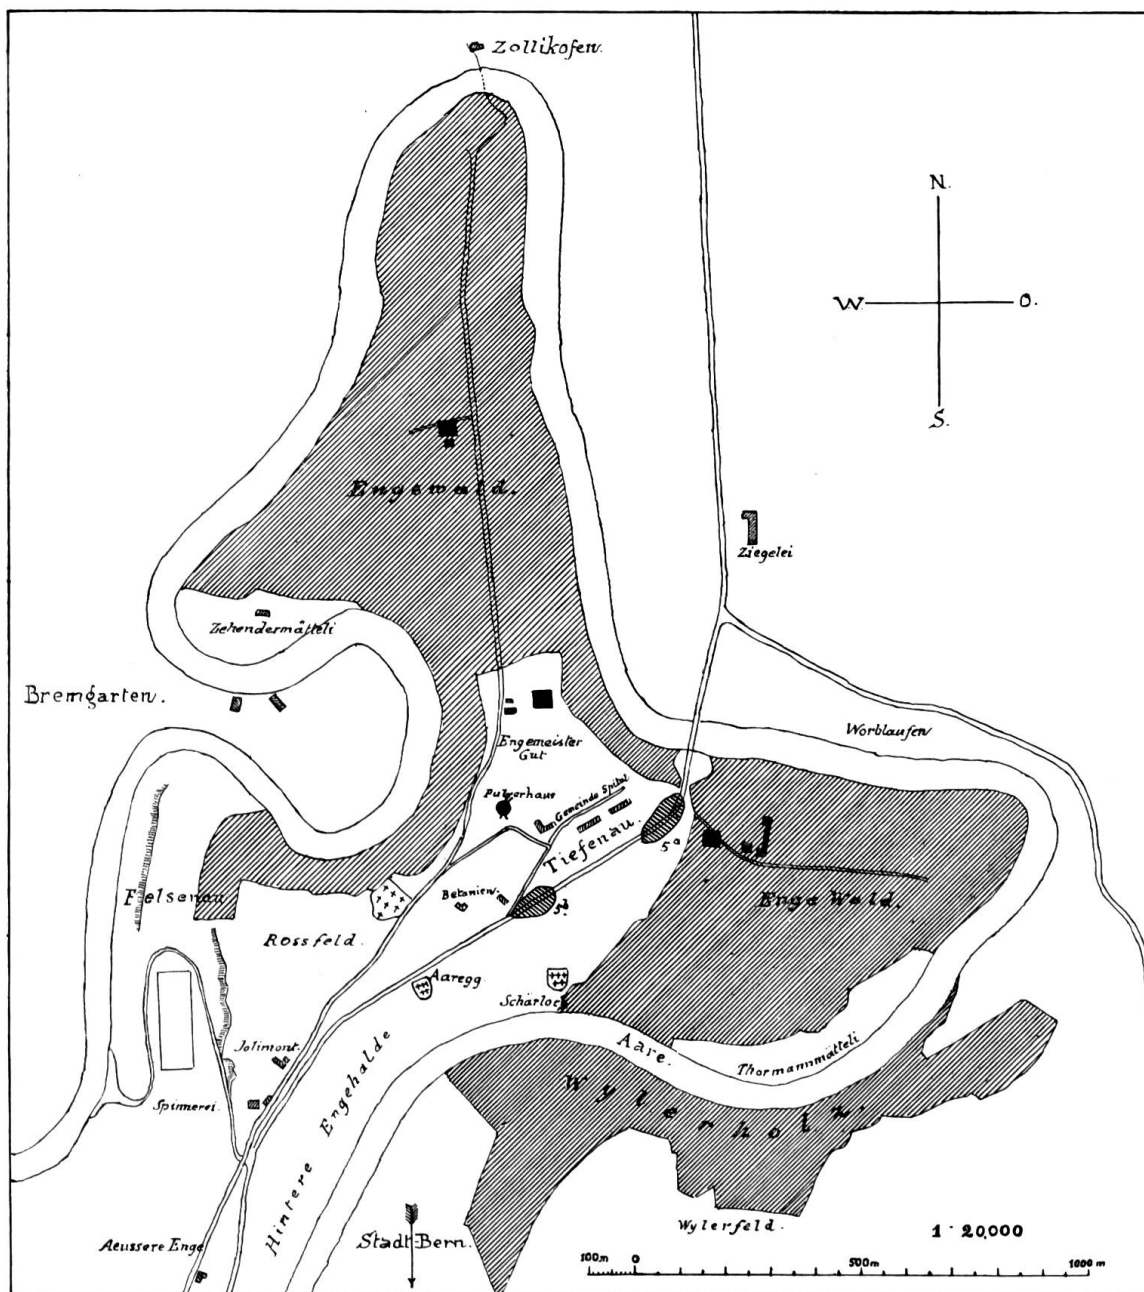 Zollikofen.
N.
W.
O.
S.
Engewald.
Ziegelei
Zehendermätteli
Bremgarten.
Worblaufen
Engemeister
Gut
Pulverhaus
Gemeinde Spital
Tiefenau.
5a
Felsenau
Betanien.
5b
Enge Wald.
Rossfeld.
Aaregg.
Schärloch
Jolimont.
Aare.
Thormannmätteli
Spinnerei.
Wylerholz.
Hintere Engehalde
Wylerfeld.
1:20,000
Aeussere Enge
Stadt Bern.
100m 0 500m 1000m